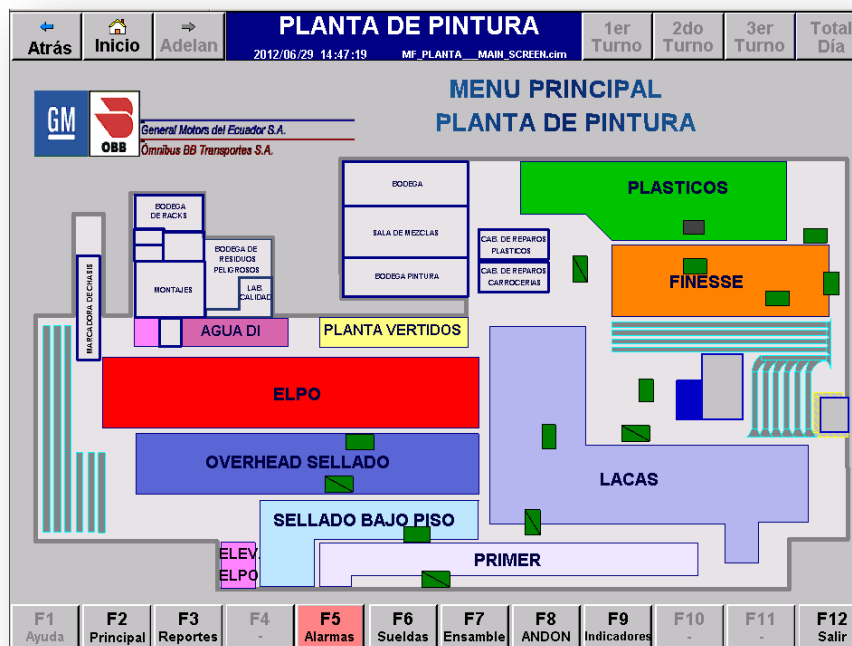 Atrás
Inicio
Adelan
PLANTA DE PINTURA
2012/06/29 14:47:19 MF_PLANTA___MAIN_SCREEN.cim
1er
Turno
2do
Turno
3er
Turno
Total
Día
MENU PRINCIPAL
PLANTA DE PINTURA
GM
OBB
General Motors del Ecuador S.A.
Ómnibus BB Transportes S.A.
BODEGA
PLASTICOS
BODEGA
DE RACKS
SALA DE MEZCLAS
CAB. DE REPAROS
PLASTICOS
BODEGA DE
RESIDUOS
PELIGROSOS
BODEGA PINTURA
CAB. DE REPAROS
CARROCERIAS
FINESSE
MARCADORA DE CHASIS
MONTAJES
LAB.
CALIDAD
AGUA DI
PLANTA VERTIDOS
ELPO
OVERHEAD SELLADO
LACAS
SELLADO BAJO PISO
ELEV.
ELPO
PRIMER
F1
Ayuda
F2
Principal
F3
Reportes
F4
-
F5
Alarmas
F6
Sueldas
F7
Ensamble
F8
ANDON
F9
Indicadores
F10
-
F11
-
F12
Salir